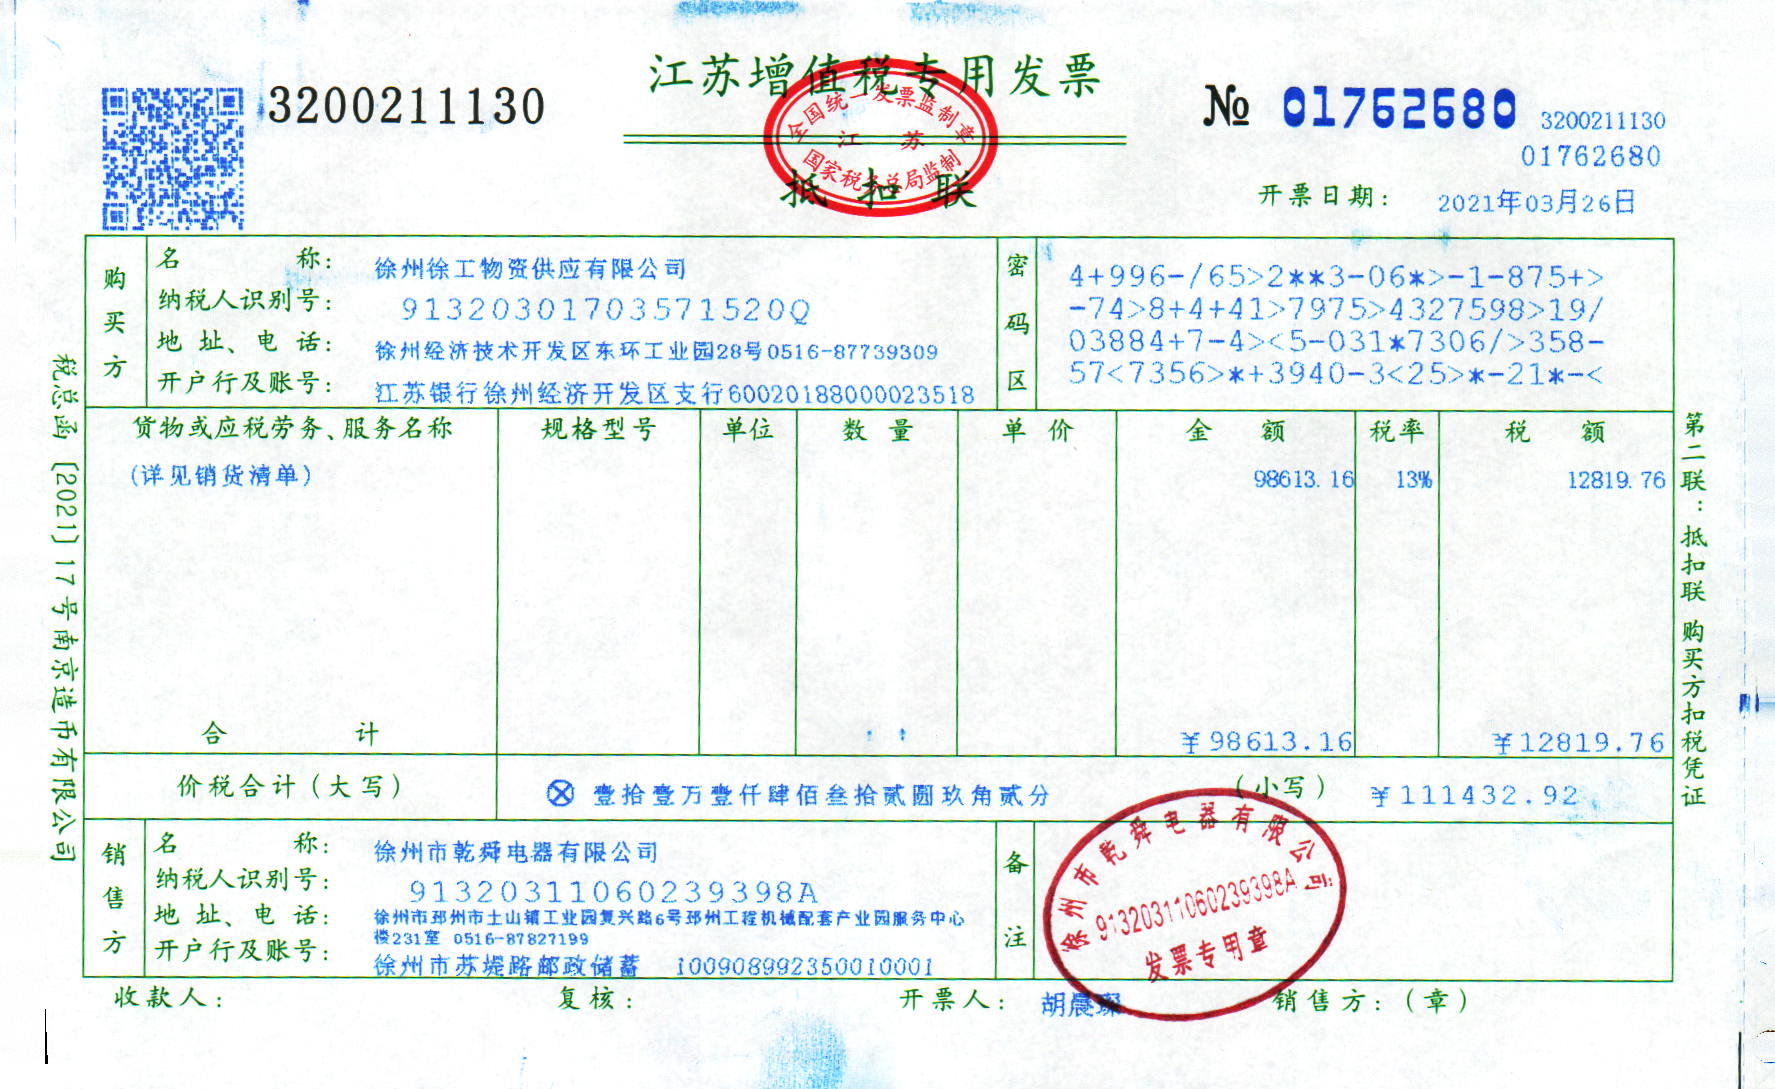 3200211130
江苏增值税专用发票
全国统一发票监制章
江 苏
国家税务总局监制
抵扣联
№ 01762680
3200211130
01762680
开票日期: 2021年03月26日
购买方
名 称: 徐州徐工物资供应有限公司
纳税人识别号: 91320301703571520Q
地 址、电 话: 徐州经济技术开发区东环工业园28号0516-87739309
开户行及账号: 江苏银行徐州经济开发区支行60020188000023518
密码区
4+996-/65>2**3-06*>-1-875+>
-74>8+4+41>7975>4327598>19/
03884+7-4><5-031*7306/>358-
57<7356>*+3940-3<25>*-21*-<
货物或应税劳务、服务名称 规格型号 单位 数 量 单 价 金 额 税率 税 额
(详见销货清单) 98613.16 13% 12819.76
合 计 ¥98613.16 ¥12819.76
价税合计(大写) ⊗ 壹拾壹万壹仟肆佰叁拾贰圆玖角贰分 (小写) ¥111432.92
销售方
名 称: 徐州市乾舜电器有限公司
纳税人识别号: 91320311060239398A
地 址、电 话: 徐州市邳州市土山镇工业园复兴路6号邳州工程机械配套产业园服务中心
楼231室 0516-87827199
开户行及账号: 徐州市苏堤路邮政储蓄 100908992350010001
备注
徐州市乾舜电器有限公司
91320311060239398A
发票专用章
收款人: 复核: 开票人: 胡晨琛 销售方:(章)
税总函〔2021〕17号南京造币有限公司
第二联:抵扣联 购买方扣税凭证